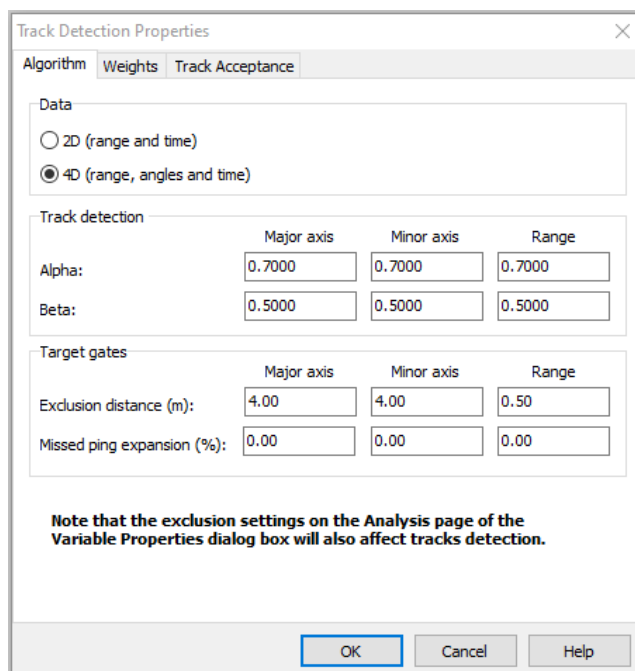 Track Detection Properties
Algorithm Weights Track Acceptance
Data
2D (range and time)
4D (range, angles and time)
Track detection
Major axis Minor axis Range
Alpha: 0.7000 0.7000 0.7000
Beta: 0.5000 0.5000 0.5000
Target gates
Major axis Minor axis Range
Exclusion distance (m): 4.00 4.00 0.50
Missed ping expansion (%): 0.00 0.00 0.00
Note that the exclusion settings on the Analysis page of the
Variable Properties dialog box will also affect tracks detection.
OK Cancel Help